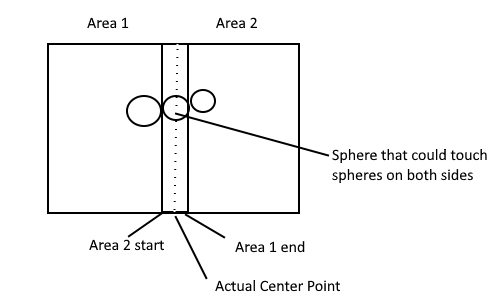 Area 1
Area 2
Sphere that could touch
spheres on both sides
Area 2 start
Area 1 end
Actual Center Point